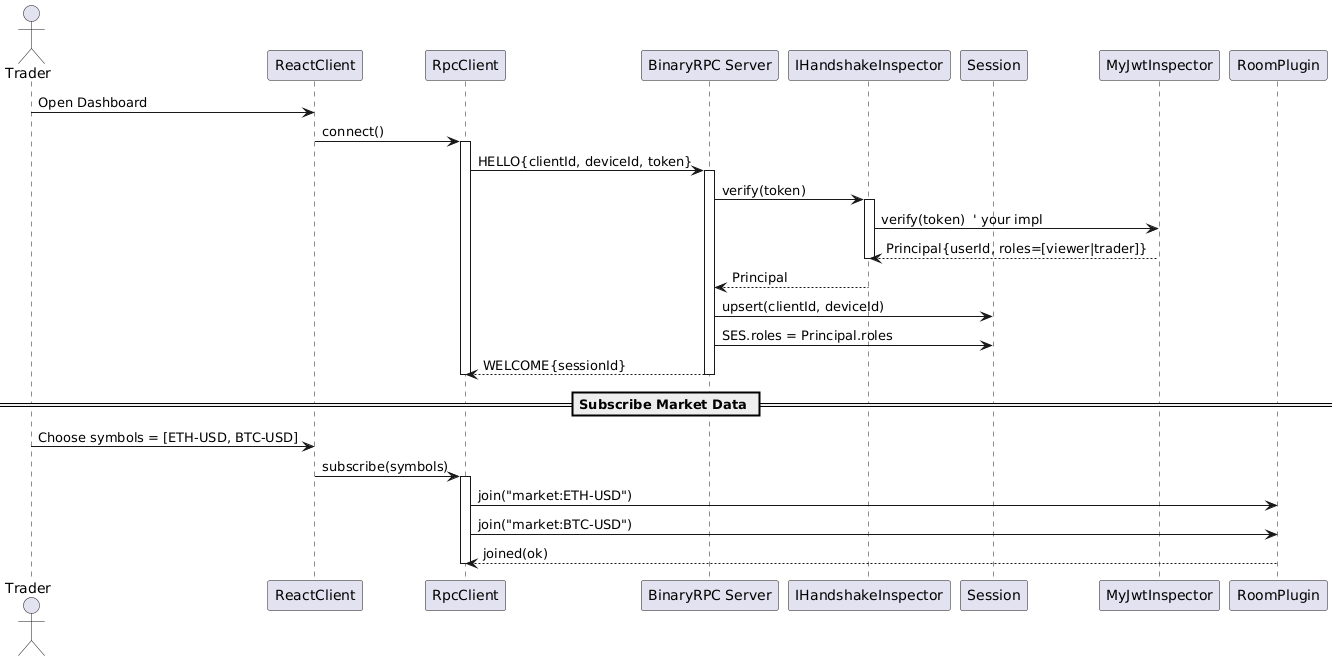 Trader
ReactClient
RpcClient
BinaryRPC Server
IHandshakeInspector
Session
MyJwtInspector
RoomPlugin
Open Dashboard
connect()
HELLO{clientId, deviceId, token}
verify(token)
verify(token)  ' your impl
Principal{userId, roles=[viewer|trader]}
Principal
upsert(clientId, deviceId)
SES.roles = Principal.roles
WELCOME{sessionId}
Subscribe Market Data
Choose symbols = [ETH-USD, BTC-USD]
subscribe(symbols)
join("market:ETH-USD")
join("market:BTC-USD")
joined(ok)
Trader
ReactClient
RpcClient
BinaryRPC Server
IHandshakeInspector
Session
MyJwtInspector
RoomPlugin